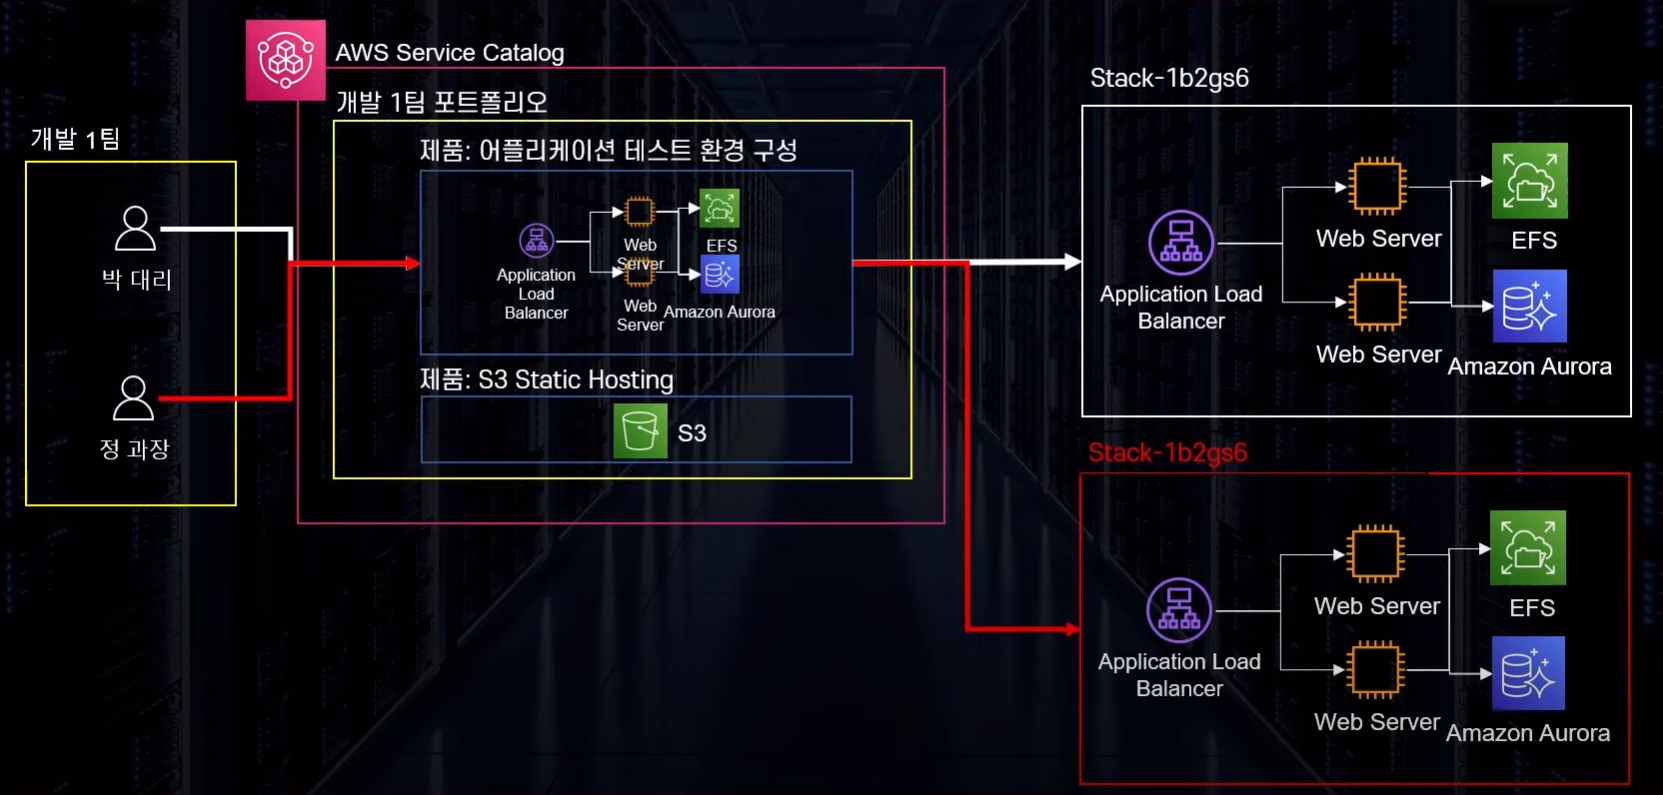 AWS Service Catalog
개발 1팀 포트폴리오
개발 1팀
박 대리
정 과장
제품: 어플리케이션 테스트 환경 구성
Application
Load
Balancer
Web
Server
Web
Server
EFS
Amazon Aurora
제품: S3 Static Hosting
S3
Stack-1b2gs6
Application Load
Balancer
Web Server
Web Server
EFS
Amazon Aurora
Stack-1b2gs6
Application Load
Balancer
Web Server
Web Server
EFS
Amazon Aurora